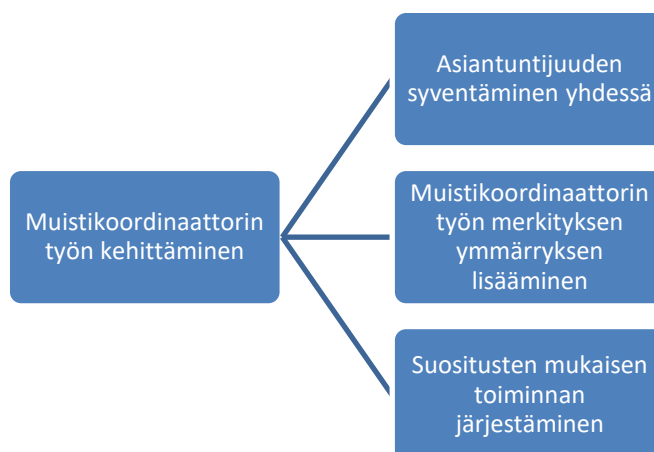 Muistikoordinaattorin
työn kehittäminen
Asiantuntijuuden
syventäminen yhdessä
Muistikoordinaattorin
työn merkityksen
ymmärryksen
lisääminen
Suositusten mukaisen
toiminnan
järjestäminen